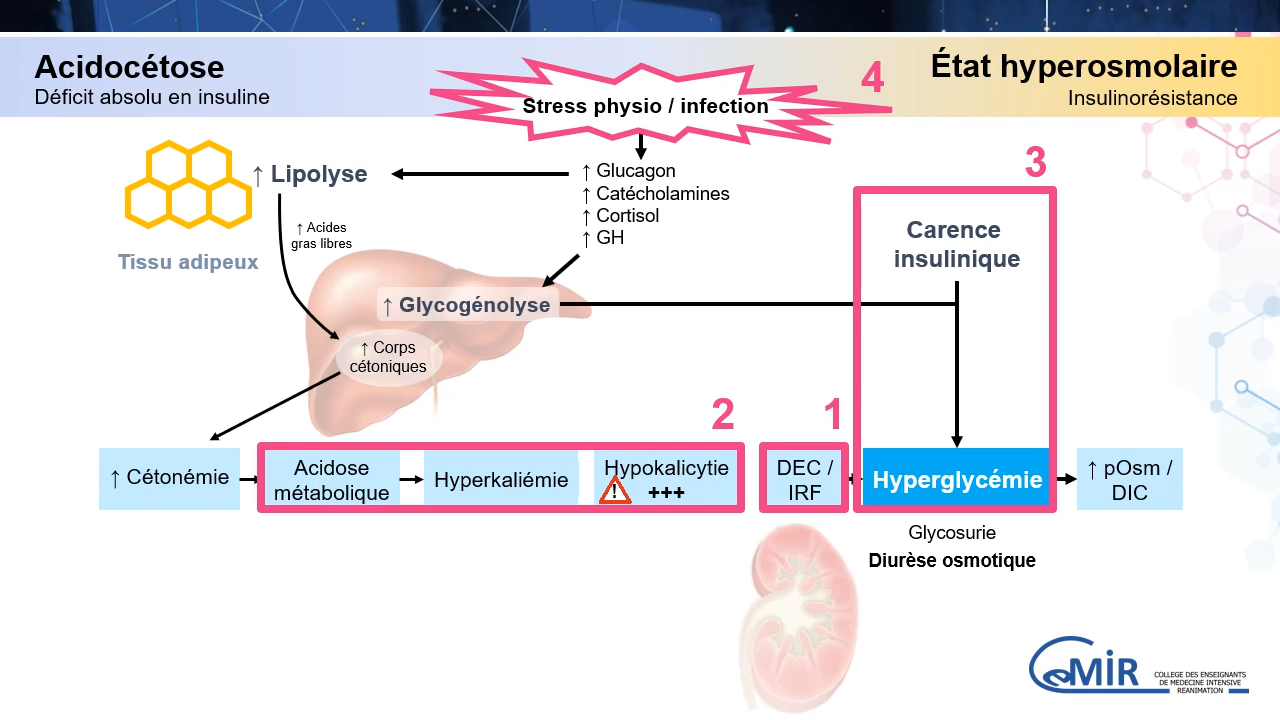 Acidocétose
Déficit absolu en insuline
Stress physio / infection
4
État hyperosmolaire
Insulinorésistance
↑ Lipolyse
↑ Glucagon
↑ Catécholamines
↑ Cortisol
↑ GH
3
↑ Acides
gras libres
Tissu adipeux
Carence
insulinique
↑ Glycogénolyse
↑ Corps
cétoniques
2
1
↑ Cétonémie
Acidose
métabolique
Hyperkaliémie
Hypokalicytie
! +++
DEC /
IRF
Hyperglycémie
↑ pOsm /
DIC
Glycosurie
Diurèse osmotique
CeMIR
COLLEGE DES ENSEIGNANTS
DE MEDECINE INTENSIVE
REANIMATION